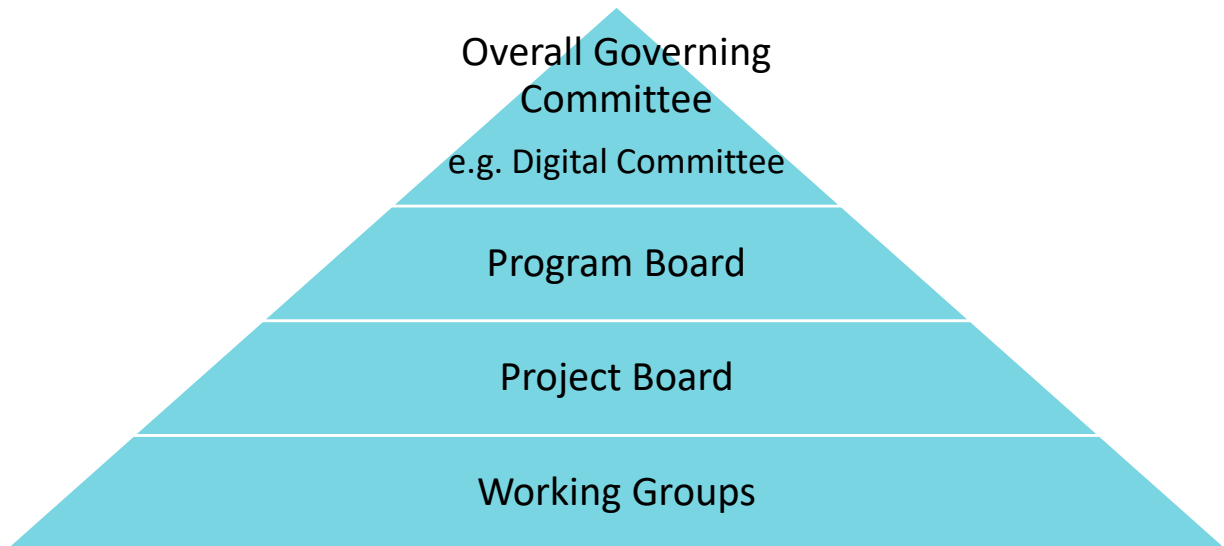 Overall Governing
Committee
e.g. Digital Committee
Program Board
Project Board
Working Groups